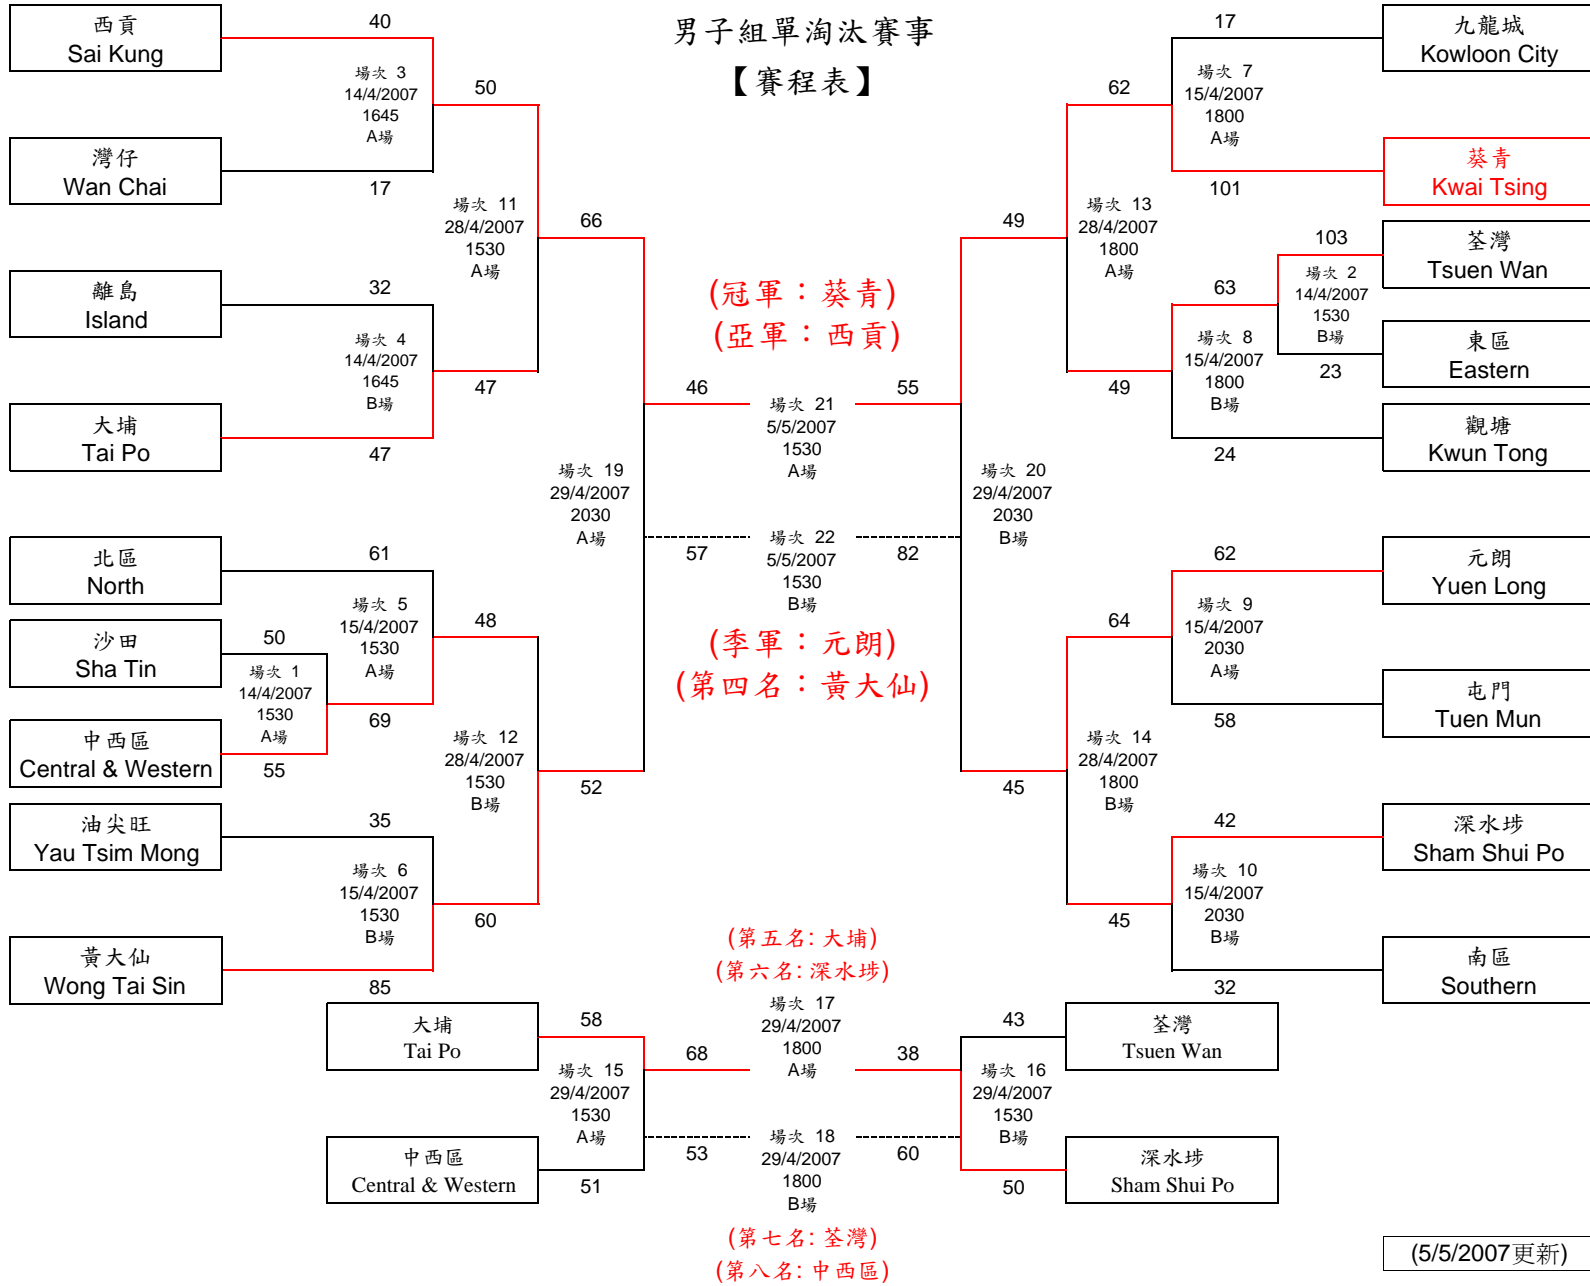 男子組單淘汰賽事
【賽程表】
西貢
Sai Kung
40
場次 3
14/4/2007
1645
A場
灣仔
Wan Chai
17
50
場次 11
28/4/2007
1530
A場
離島
Island
32
場次 4
14/4/2007
1645
B場
大埔
Tai Po
47
47
66
場次 19
29/4/2007
2030
A場
北區
North
61
場次 5
15/4/2007
1530
A場
沙田
Sha Tin
50
場次 1
14/4/2007
1530
A場
中西區
Central & Western
55
69
48
場次 12
28/4/2007
1530
B場
油尖旺
Yau Tsim Mong
35
場次 6
15/4/2007
1530
B場
黃大仙
Wong Tai Sin
85
60
52
(冠軍：葵青)
(亞軍：西貢)
46
場次 21
5/5/2007
1530
A場
55
57
場次 22
5/5/2007
1530
B場
82
(季軍：元朗)
(第四名：黃大仙)
17
九龍城
Kowloon City
場次 7
15/4/2007
1800
A場
葵青
Kwai Tsing
101
62
場次 13
28/4/2007
1800
A場
49
103
荃灣
Tsuen Wan
場次 2
14/4/2007
1530
B場
東區
Eastern
23
63
場次 8
15/4/2007
1800
B場
49
觀塘
Kwun Tong
24
場次 20
29/4/2007
2030
B場
62
元朗
Yuen Long
場次 9
15/4/2007
2030
A場
屯門
Tuen Mun
58
64
場次 14
28/4/2007
1800
B場
45
42
深水埗
Sham Shui Po
場次 10
15/4/2007
2030
B場
45
南區
Southern
32
(第五名: 大埔)
(第六名: 深水埗)
大埔
Tai Po
58
場次 15
29/4/2007
1530
A場
中西區
Central & Western
51
68
場次 17
29/4/2007
1800
A場
38
53
場次 18
29/4/2007
1800
B場
60
43
荃灣
Tsuen Wan
場次 16
29/4/2007
1530
B場
深水埗
Sham Shui Po
50
(第七名: 荃灣)
(第八名: 中西區)
(5/5/2007更新)